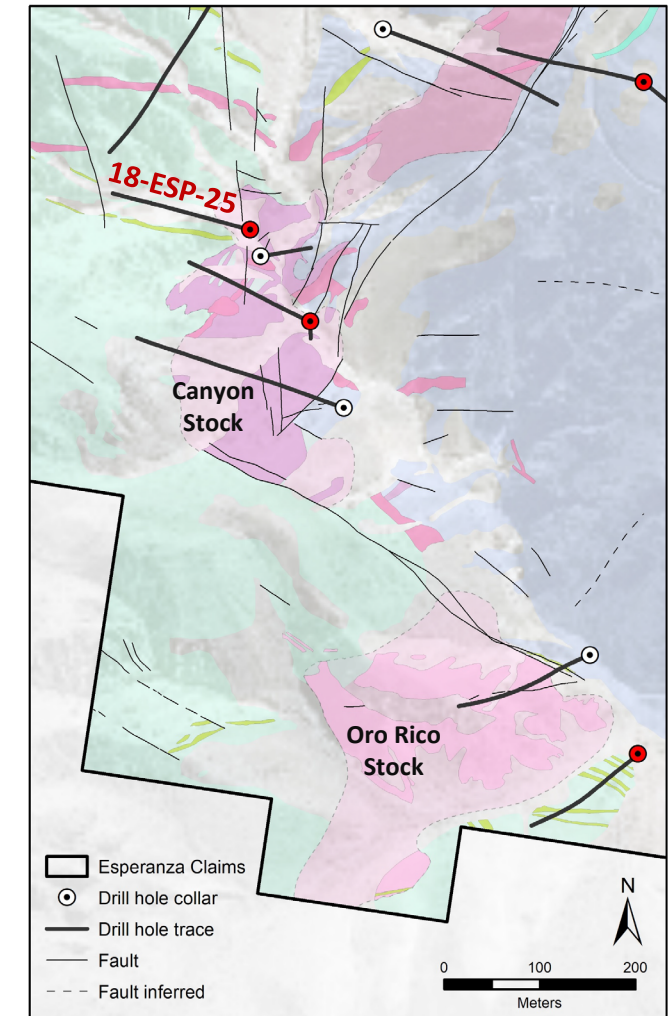 18-ESP-25
Canyon
Stock
Oro Rico
Stock
Esperanza Claims
Drill hole collar
Drill hole trace
Fault
Fault inferred
N
0 100 200
Meters